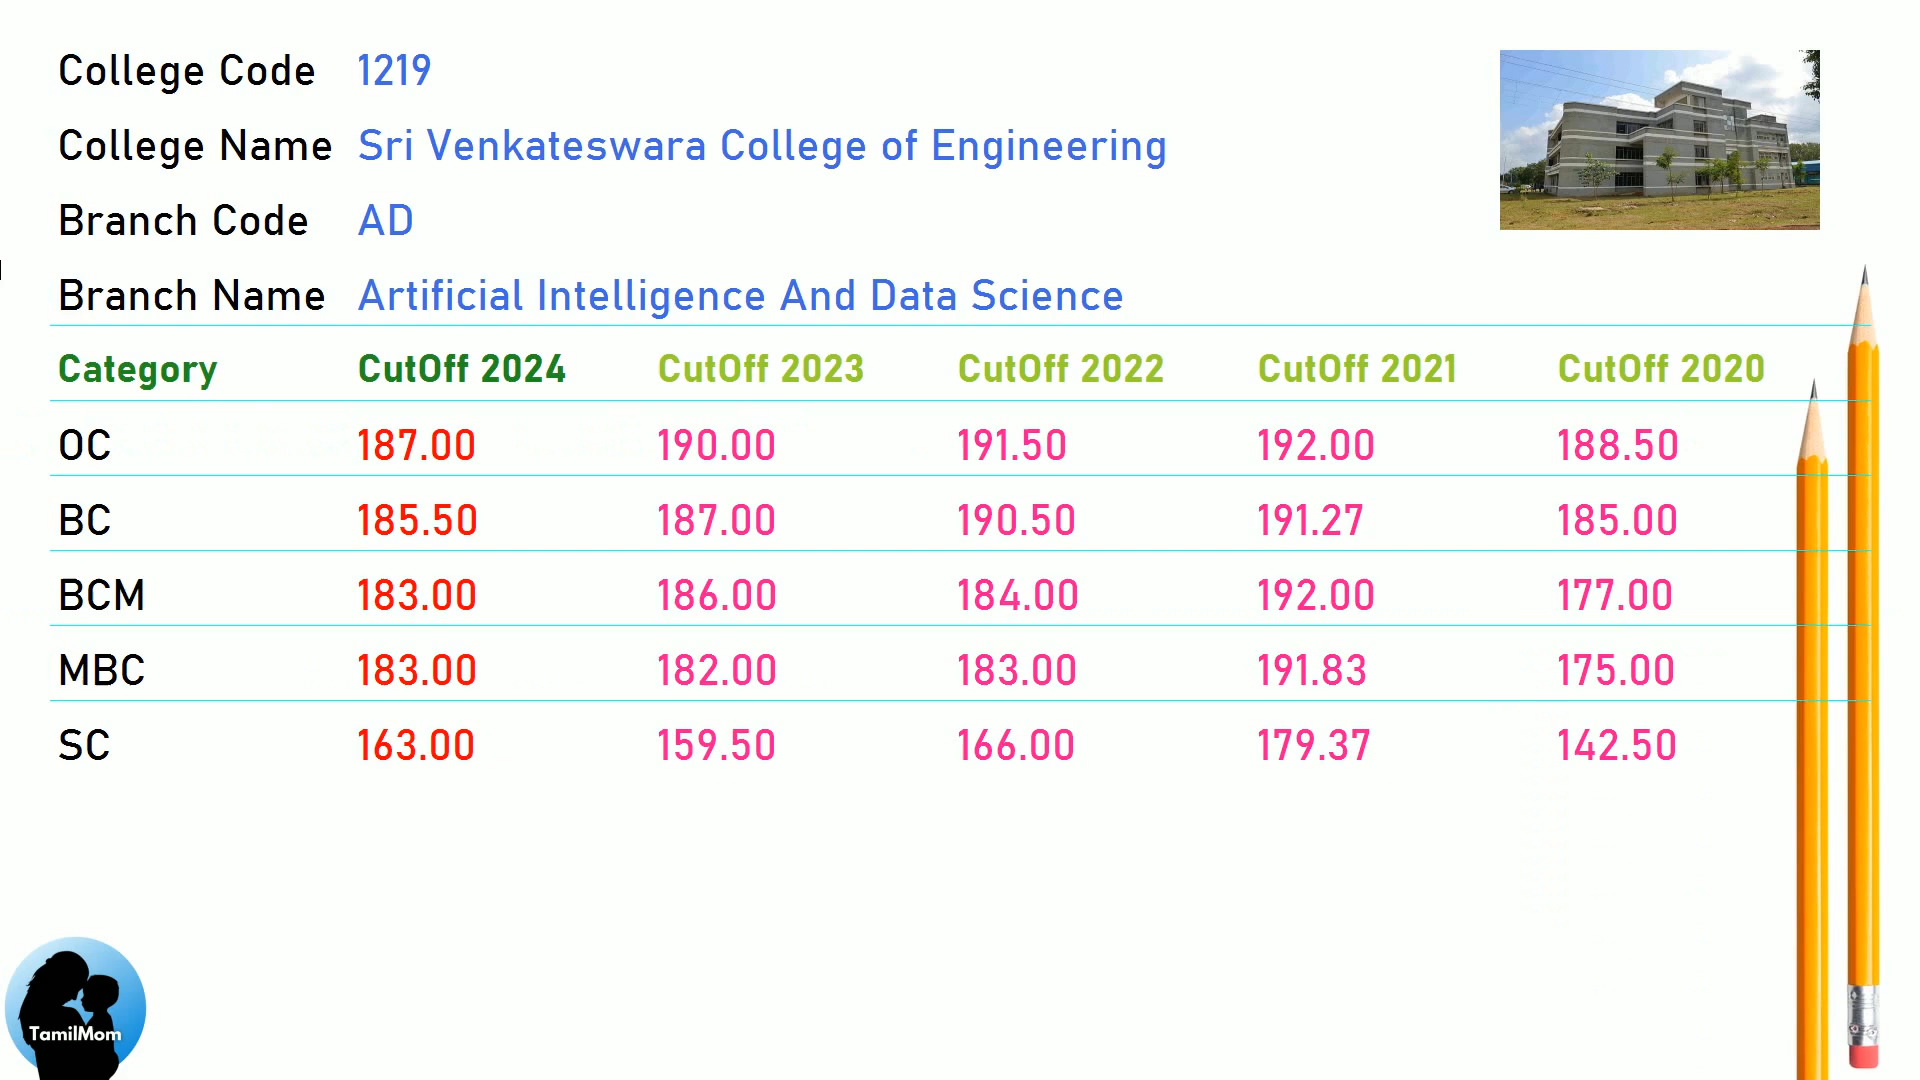 College Code 1219
College Name Sri Venkateswara College of Engineering
Branch Code AD
Branch Name Artificial Intelligence And Data Science
Category CutOff 2024 CutOff 2023 CutOff 2022 CutOff 2021 CutOff 2020
OC 187.00 190.00 191.50 192.00 188.50
BC 185.50 187.00 190.50 191.27 185.00
BCM 183.00 186.00 184.00 192.00 177.00
MBC 183.00 182.00 183.00 191.83 175.00
SC 163.00 159.50 166.00 179.37 142.50
TamilMom